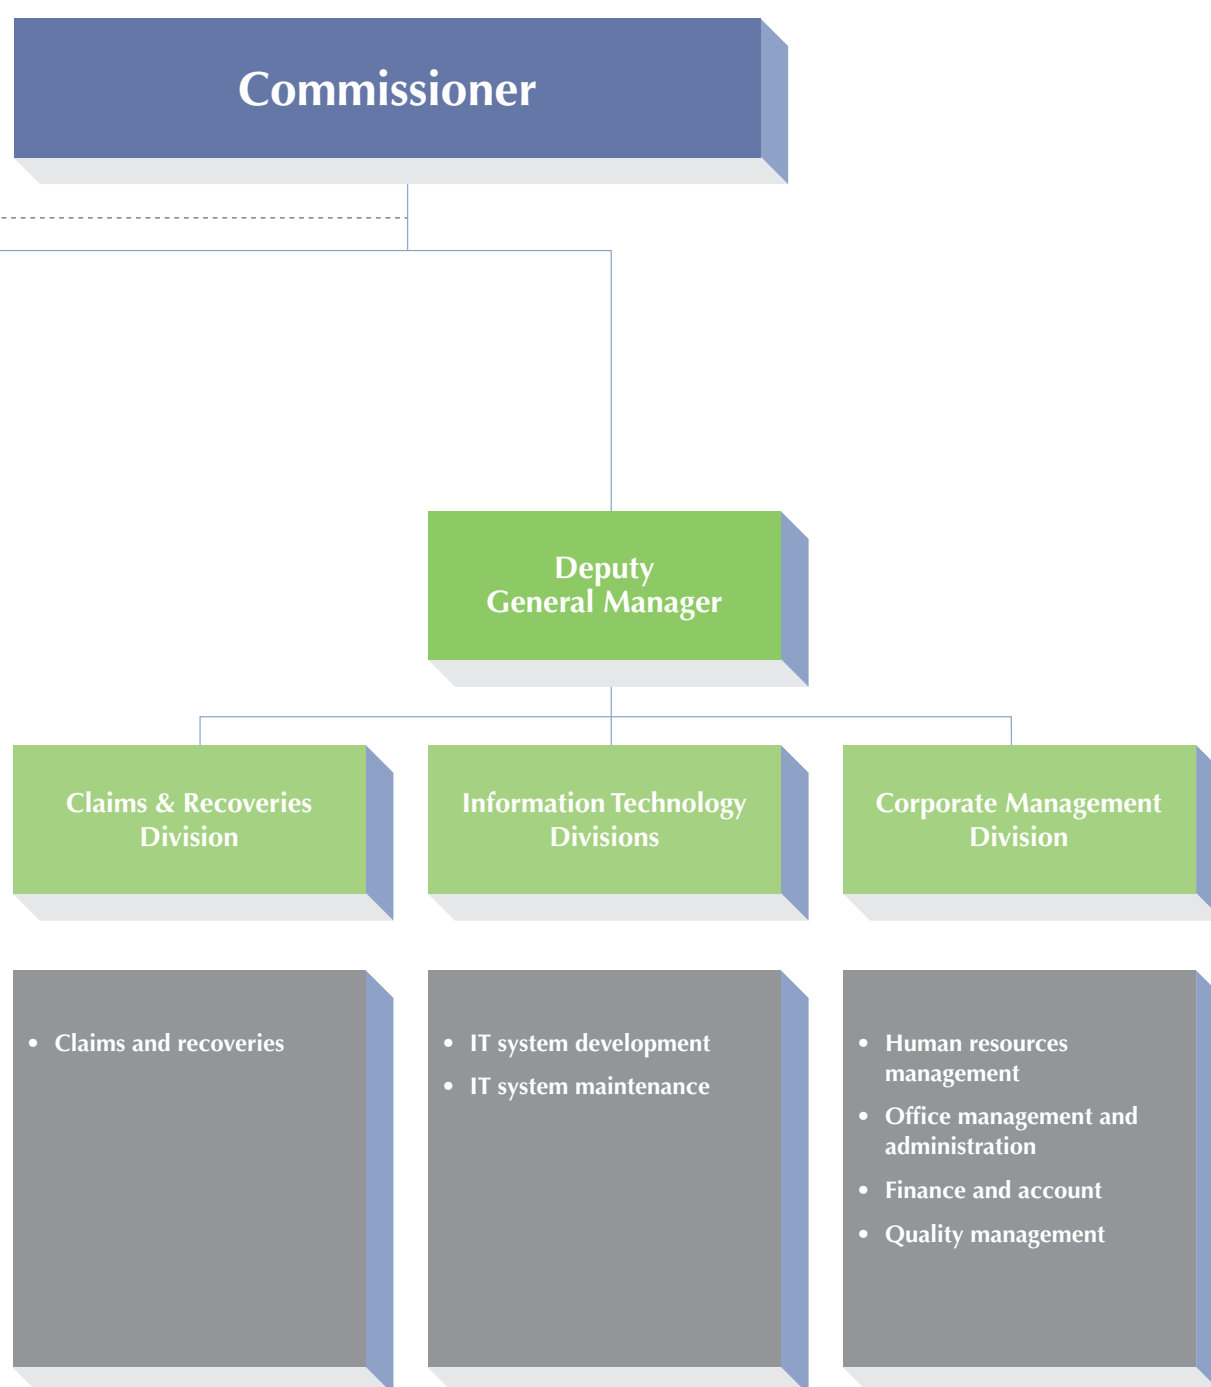 Commissioner
Deputy
General Manager
Claims & Recoveries
Division
Information Technology
Divisions
Corporate Management
Division
• Claims and recoveries
• IT system development
• IT system maintenance
• Human resources
management
• Office management and
administration
• Finance and account
• Quality management